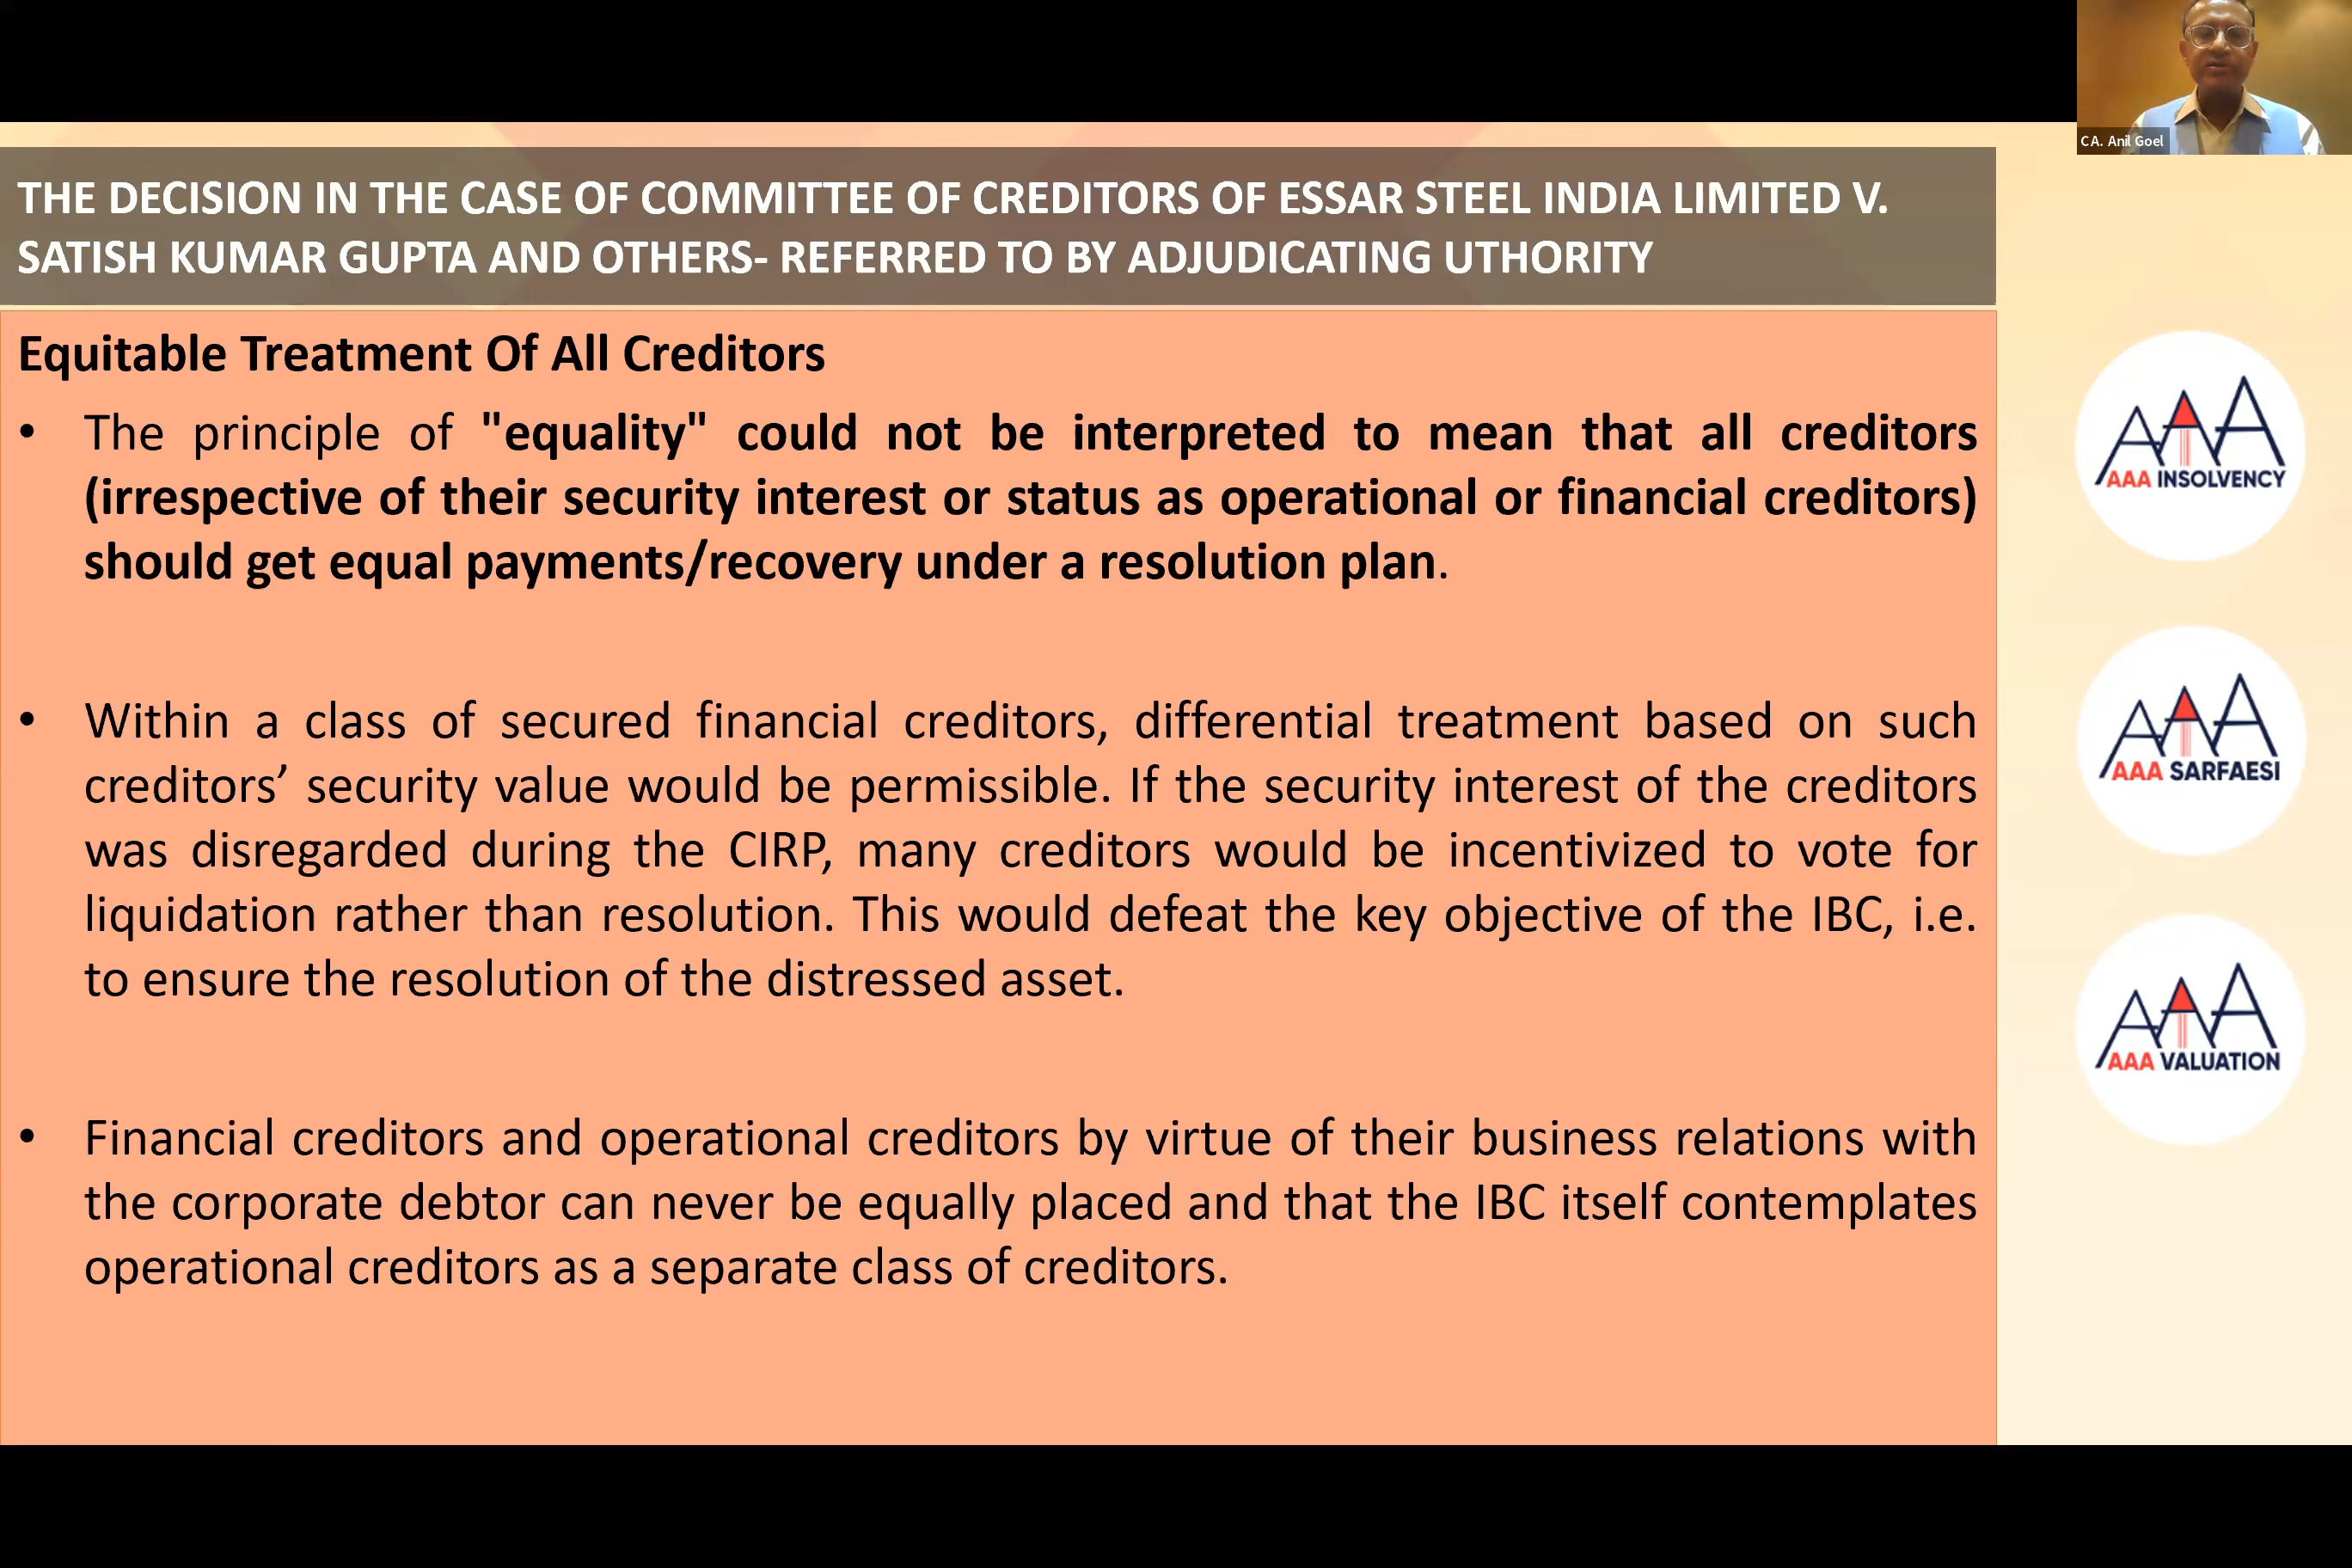 CA. Anil Goel
THE DECISION IN THE CASE OF COMMITTEE OF CREDITORS OF ESSAR STEEL INDIA LIMITED V.
SATISH KUMAR GUPTA AND OTHERS- REFERRED TO BY ADJUDICATING UTHORITY
Equitable Treatment Of All Creditors
• The principle of "equality" could not be interpreted to mean that all creditors
(irrespective of their security interest or status as operational or financial creditors)
should get equal payments/recovery under a resolution plan.
• Within a class of secured financial creditors, differential treatment based on such
creditors’ security value would be permissible. If the security interest of the creditors
was disregarded during the CIRP, many creditors would be incentivized to vote for
liquidation rather than resolution. This would defeat the key objective of the IBC, i.e.
to ensure the resolution of the distressed asset.
• Financial creditors and operational creditors by virtue of their business relations with
the corporate debtor can never be equally placed and that the IBC itself contemplates
operational creditors as a separate class of creditors.
AAA
AAA INSOLVENCY
AAA
AAA SARFAESI
AAA
AAA VALUATION